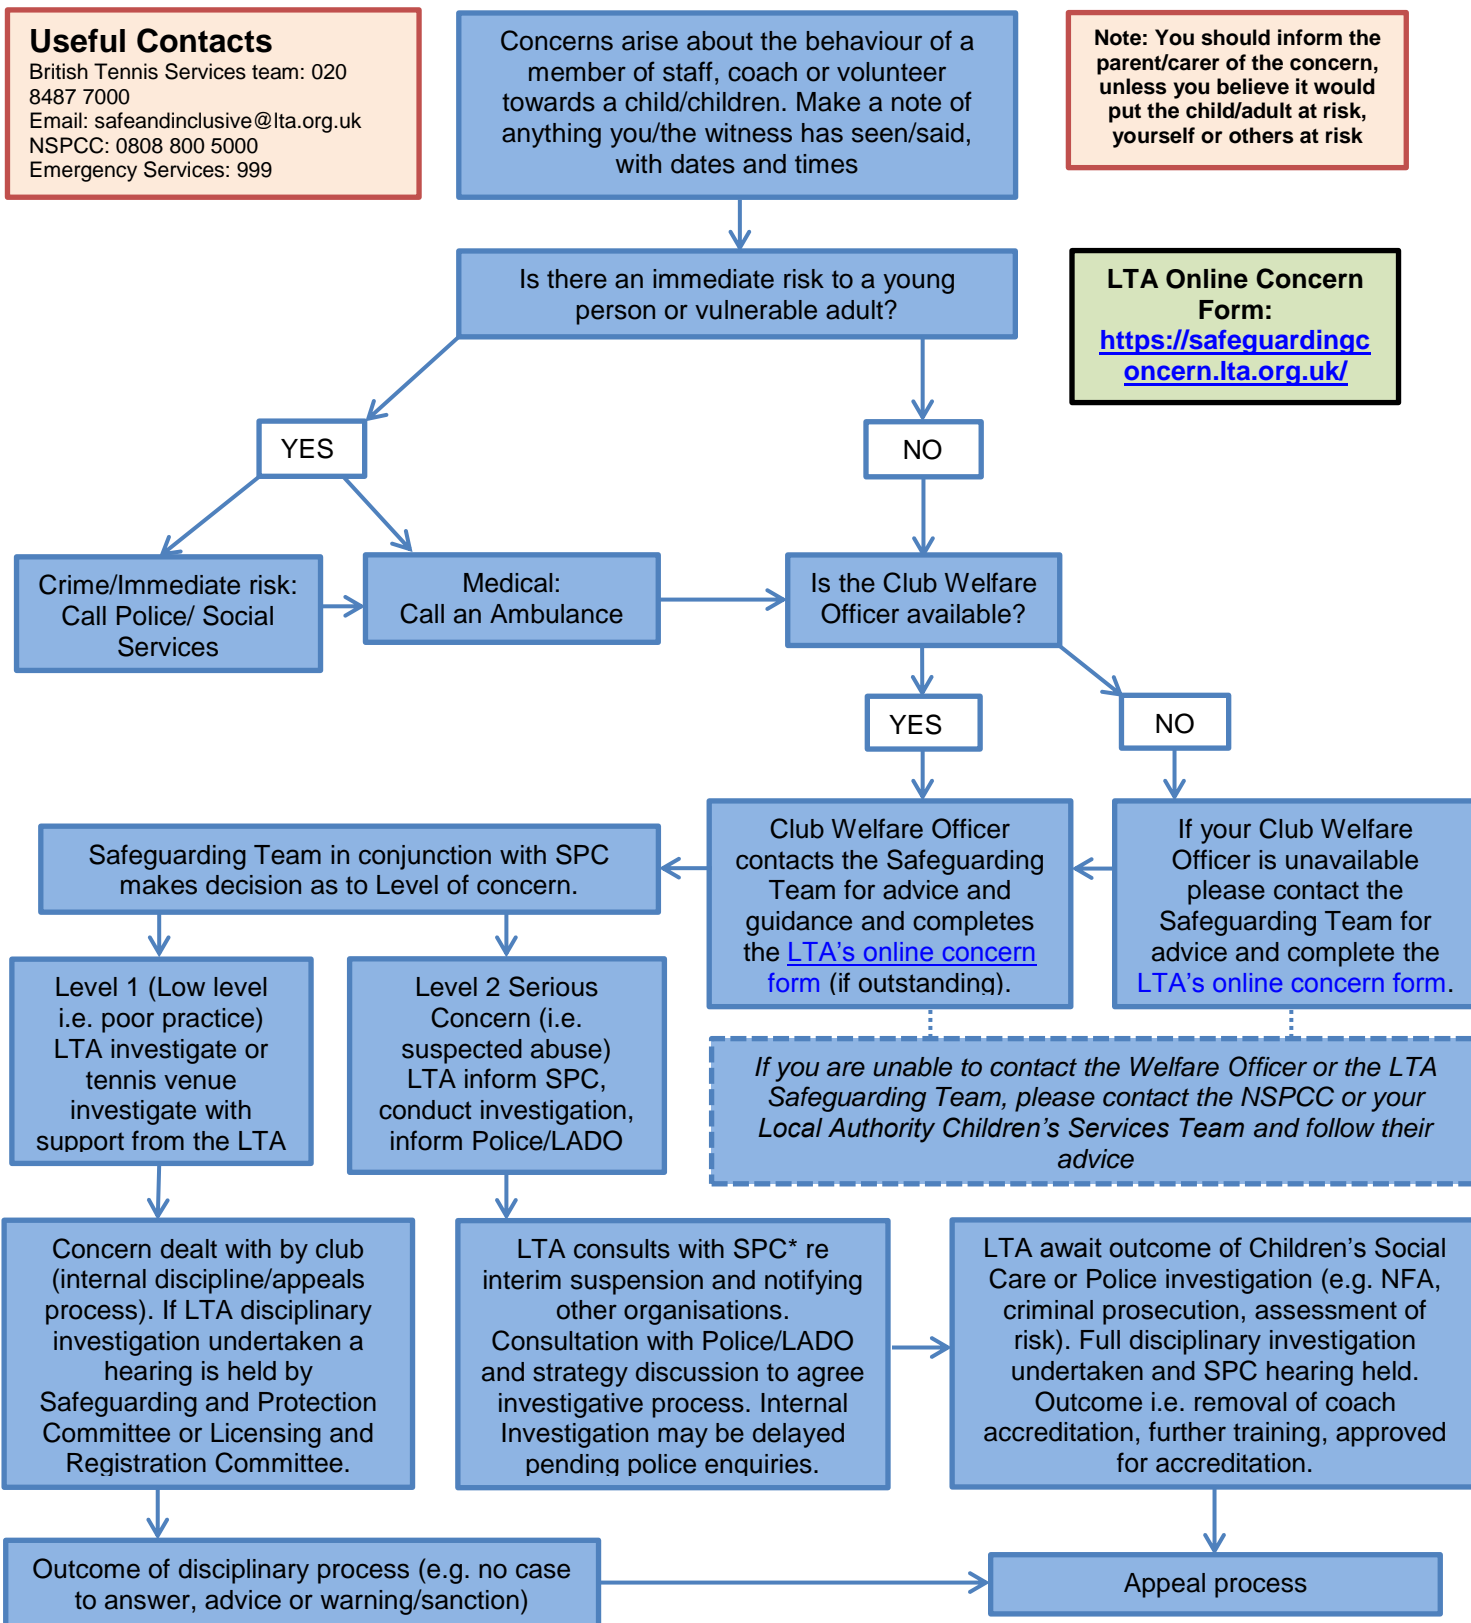 Useful Contacts
British Tennis Services team: 020
8487 7000
Email: safeandinclusive@lta.org.uk
NSPCC: 0808 800 5000
Emergency Services: 999
Concerns arise about the behaviour of a
member of staff, coach or volunteer
towards a child/children. Make a note of
anything you/the witness has seen/said,
with dates and times
Note: You should inform the
parent/carer of the concern,
unless you believe it would
put the child/adult at risk,
yourself or others at risk
Is there an immediate risk to a young
person or vulnerable adult?
LTA Online Concern
Form:
https://safeguardingc
oncern.lta.org.uk/
YES
NO
Crime/Immediate risk:
Call Police/ Social
Services
Medical:
Call an Ambulance
Is the Club Welfare
Officer available?
YES
NO
Safeguarding Team in conjunction with SPC
makes decision as to Level of concern.
Club Welfare Officer
contacts the Safeguarding
Team for advice and
guidance and completes
the LTA's online concern
form (if outstanding).
If your Club Welfare
Officer is unavailable
please contact the
Safeguarding Team for
advice and complete the
LTA's online concern form.
Level 1 (Low level
i.e. poor practice)
LTA investigate or
tennis venue
investigate with
support from the LTA
Level 2 Serious
Concern (i.e.
suspected abuse)
LTA inform SPC,
conduct investigation,
inform Police/LADO
If you are unable to contact the Welfare Officer or the LTA
Safeguarding Team, please contact the NSPCC or your
Local Authority Children's Services Team and follow their
advice
Concern dealt with by club
(internal discipline/appeals
process). If LTA disciplinary
investigation undertaken a
hearing is held by
Safeguarding and Protection
Committee or Licensing and
Registration Committee.
LTA consults with SPC* re
interim suspension and notifying
other organisations.
Consultation with Police/LADO
and strategy discussion to agree
investigative process. Internal
Investigation may be delayed
pending police enquiries.
LTA await outcome of Children's Social
Care or Police investigation (e.g. NFA,
criminal prosecution, assessment of
risk). Full disciplinary investigation
undertaken and SPC hearing held.
Outcome i.e. removal of coach
accreditation, further training, approved
for accreditation.
Outcome of disciplinary process (e.g. no case
to answer, advice or warning/sanction)
Appeal process